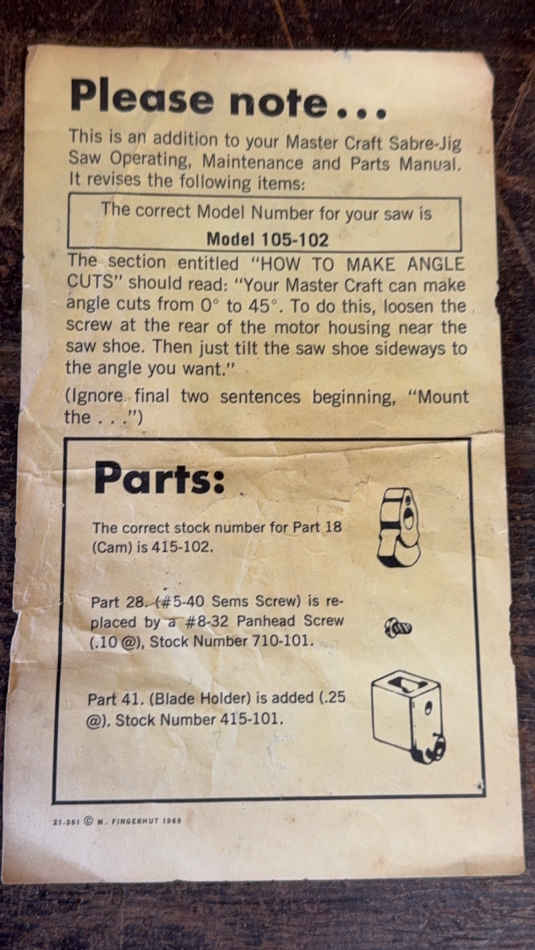 Please note...
This is an addition to your Master Craft Sabre-Jig
Saw Operating, Maintenance and Parts Manual.
It revises the following items:
The correct Model Number for your saw is
Model 105-102
The section entitled "HOW TO MAKE ANGLE
CUTS" should read: "Your Master Craft can make
angle cuts from 0° to 45°. To do this, loosen the
screw at the rear of the motor housing near the
saw shoe. Then just tilt the saw shoe sideways to
the angle you want."
(Ignore final two sentences beginning, "Mount
the . . .")
Parts:
The correct stock number for Part 18
(Cam) is 415-102.
Part 28. (#5-40 Sems Screw) is re-
placed by a #8-32 Panhead Screw
(.10 @), Stock Number 710-101.
Part 41. (Blade Holder) is added (.25
@). Stock Number 415-101.
© M. FINGERHUT 1969